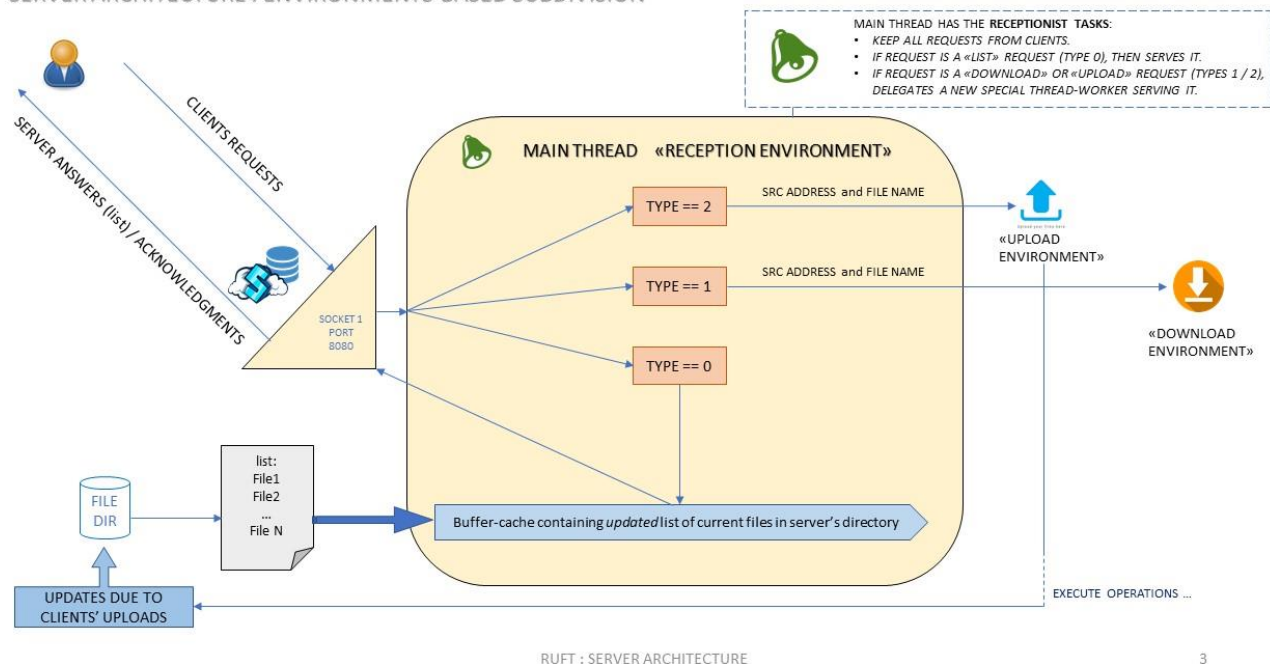 SERVER ARCHITECTURE : ENVIRONMENTS-BASED SUBDIVISION
MAIN THREAD HAS THE RECEPTIONIST TASKS:
• KEEP ALL REQUESTS FROM CLIENTS.
• IF REQUEST IS A «LIST» REQUEST (TYPE 0), THEN SERVES IT.
• IF REQUEST IS A «DOWNLOAD» OR «UPLOAD» REQUEST (TYPES 1 / 2),
DELEGATES A NEW SPECIAL THREAD-WORKER SERVING IT.
CLIENTS REQUESTS
SERVER ANSWERS (list) / ACKNOWLEDGMENTS
MAIN THREAD «RECEPTION ENVIRONMENT»
TYPE == 2
SRC ADDRESS and FILE NAME
«UPLOAD
ENVIRONMENT»
TYPE == 1
SRC ADDRESS and FILE NAME
«DOWNLOAD
ENVIRONMENT»
SOCKET 1
PORT
8080
TYPE == 0
list:
File1
File2
...
File N
FILE
DIR
Buffer-cache containing updated list of current files in server's directory
UPDATES DUE TO
CLIENTS' UPLOADS
EXECUTE OPERATIONS ...
RUFT : SERVER ARCHITECTURE
3